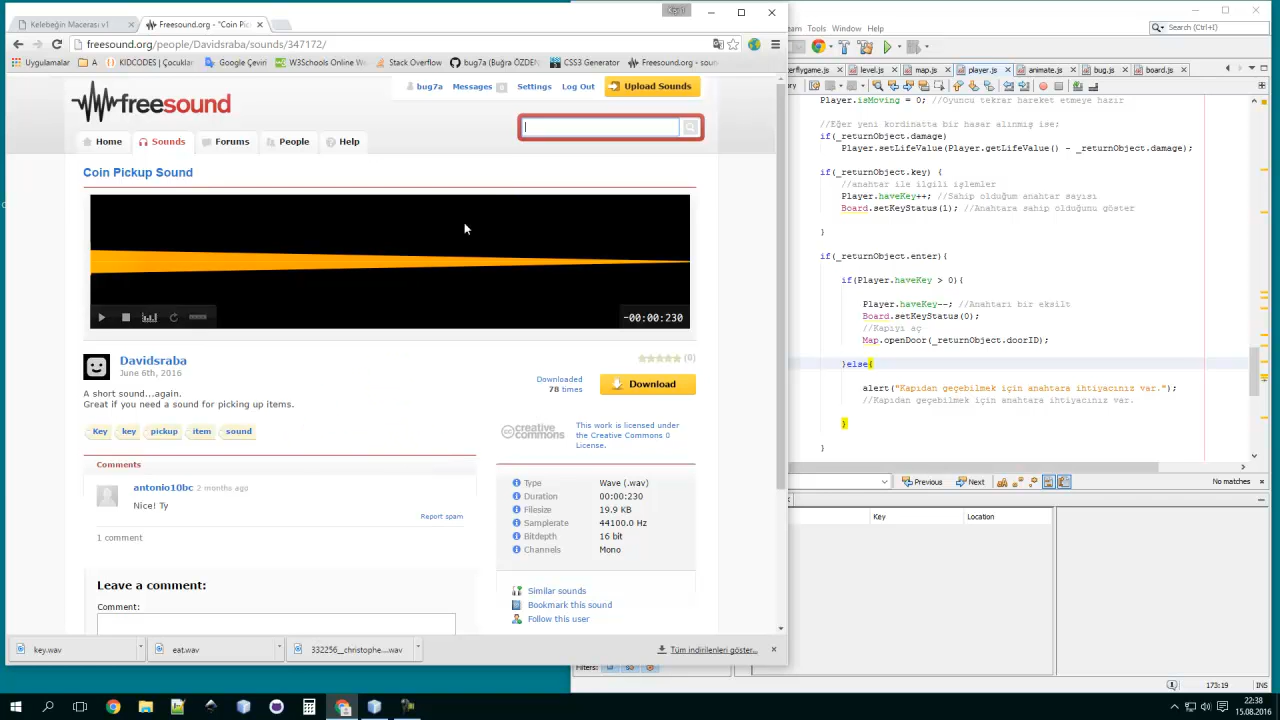 Kelebeğin Macerası v1
Freesound.org - "Coin Pic
freesound.org/people/Davidsraba/sounds/347172/
Uygulamalar
KIDCODES |Çocuklar
Google Çeviri
W3Schools Online We
Stack Overflow
bug7a (Buğra ÖZDEN
CSS3 Generator
Freesound.org - sour
freesound
bug7a
Messages 0
Settings
Log Out
Upload Sounds
Home
Sounds
Forums
People
Help
Coin Pickup Sound
-00:00:230
Davidsraba
June 6th, 2016
(0)
Downloaded
78 times
Download
A short sound...again.
Great if you need a sound for picking up items.
Key
key
pickup
item
sound
creative
commons
This work is licensed under
the Creative Commons 0
License.
Comments
antonio10bc 2 months ago
Nice! Ty
Report spam
1 comment
Type Wave (.wav)
Duration 00:00:230
Filesize 19.9 KB
Samplerate 44100.0 Hz
Bitdepth 16 bit
Channels Mono
Leave a comment:
Comment:
Similar sounds
Bookmark this sound
Follow this user
key.wav
eat.wav
332256__christophe....wav
Tüm indirilenleri göster...
eam Tools Window Help
Search (Ctrl+I)
erflygame.js
level.js
map.js
player.js
animate.js
bug.js
board.js
Player.isMoving = 0; //Oyuncu tekrar hareket etmeye hazır
//Eğer yeni kordinatta bir hasar alınmış ise;
if(_returnObject.damage)
Player.setLifeValue(Player.getLifeValue() - _returnObject.damage);
if(_returnObject.key) {
//anahtar ile ilgili işlemler
Player.haveKey++; //Sahip olduğum anahtar sayısı
Board.setKeyStatus(1); //Anahtara sahip olduğunu göster
}
if(_returnObject.enter){
if(Player.haveKey > 0){
Player.haveKey--; //Anahtarı bir eksilt
Board.setKeyStatus(0);
//Kapıyı aç
Map.openDoor(_returnObject.doorID);
}else{
alert("Kapıdan geçebilmek için anahtara ihtiyacınız var.");
//Kapıdan geçebilmek için anahtara ihtiyacınız var.
}
}
Previous
Next
No matches
Key
Location
Filters:
173:19
INS
22:38
15.08.2016